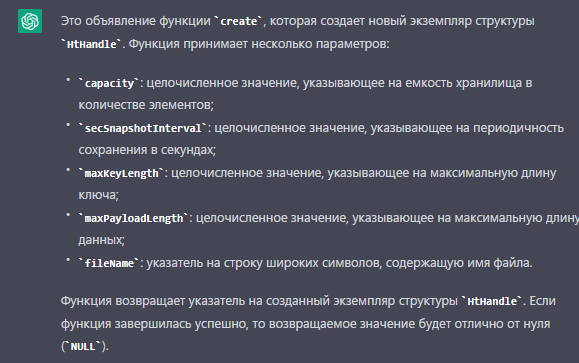 Это объявление функции `create`, которая создает новый экземпляр структуры
`HtHandle`. Функция принимает несколько параметров:
• `capacity`: целочисленное значение, указывающее на емкость хранилища в
количестве элементов;
• `secSnapshotInterval`: целочисленное значение, указывающее на периодичность
сохранения в секундах;
• `maxKeyLength`: целочисленное значение, указывающее на максимальную длину
ключа;
• `maxPayloadLength`: целочисленное значение, указывающее на максимальную длину
данных;
• `fileName`: указатель на строку широких символов, содержащую имя файла.
Функция возвращает указатель на созданный экземпляр структуры `HtHandle`. Если
функция завершилась успешно, то возвращаемое значение будет отлично от нуля
(`NULL`).